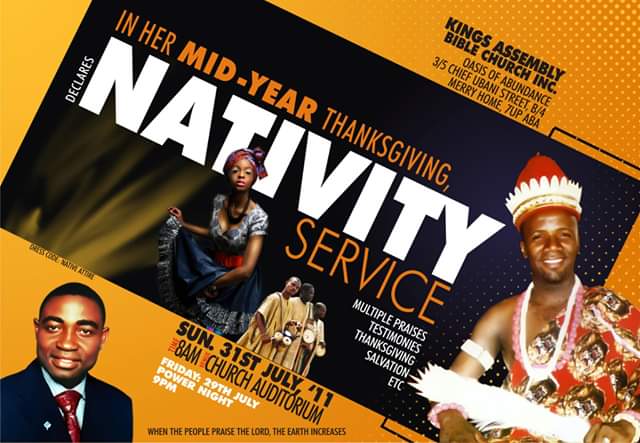 KINGS ASSEMBLY
BIBLE CHURCH INC.
OASIS OF ABUNDANCE
3/5 CHIEF UBANI STREET, 8/4
MERRY HOME, 7UP ABA
IN HER MID-YEAR THANKSGIVING,
DECLARES
NATIVITY
SERVICE
DRESS CODE: NATIVE ATTIRE
MULTIPLE PRAISES
TESTIMONIES
THANKSGIVING
SALVATION
ETC
SUN. 31ST JULY, '11
8AM CHURCH AUDITORIUM
FRIDAY: 29TH JULY
POWER NIGHT
9PM
WHEN THE PEOPLE PRAISE THE LORD, THE EARTH INCREASES